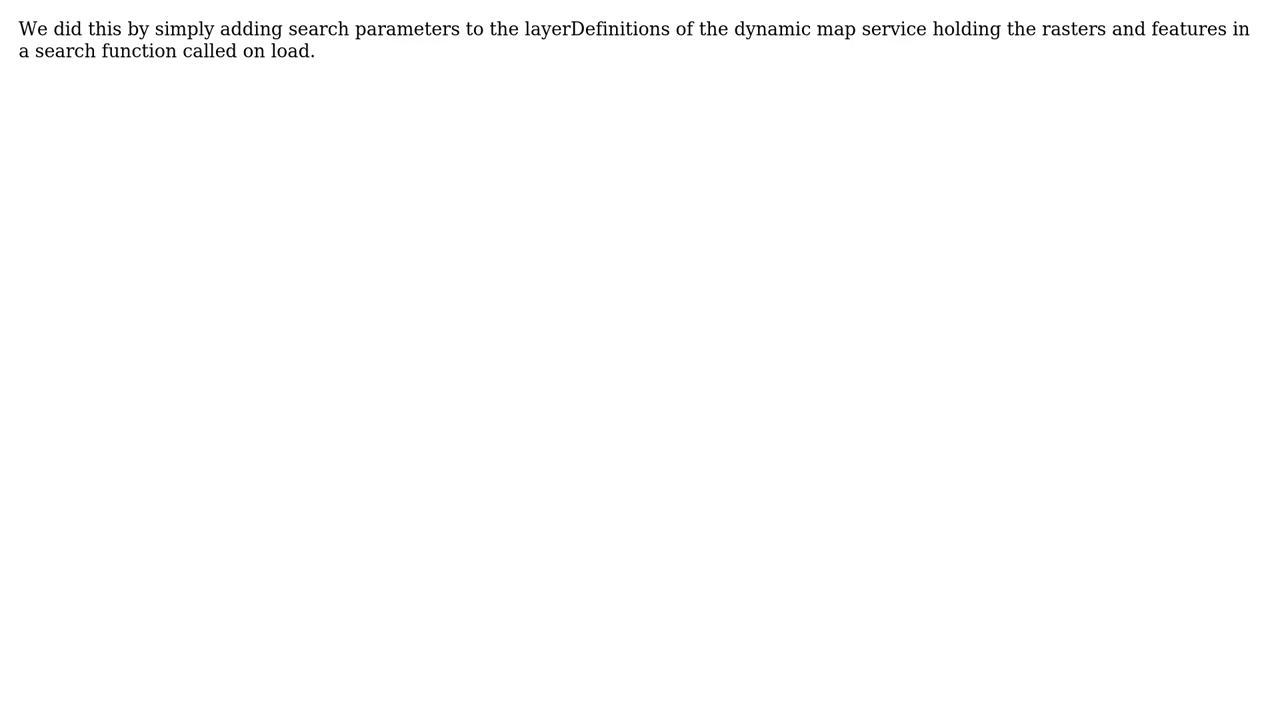 We did this by simply adding search parameters to the layerDefinitions of the dynamic map service holding the rasters and features in
a search function called on load.